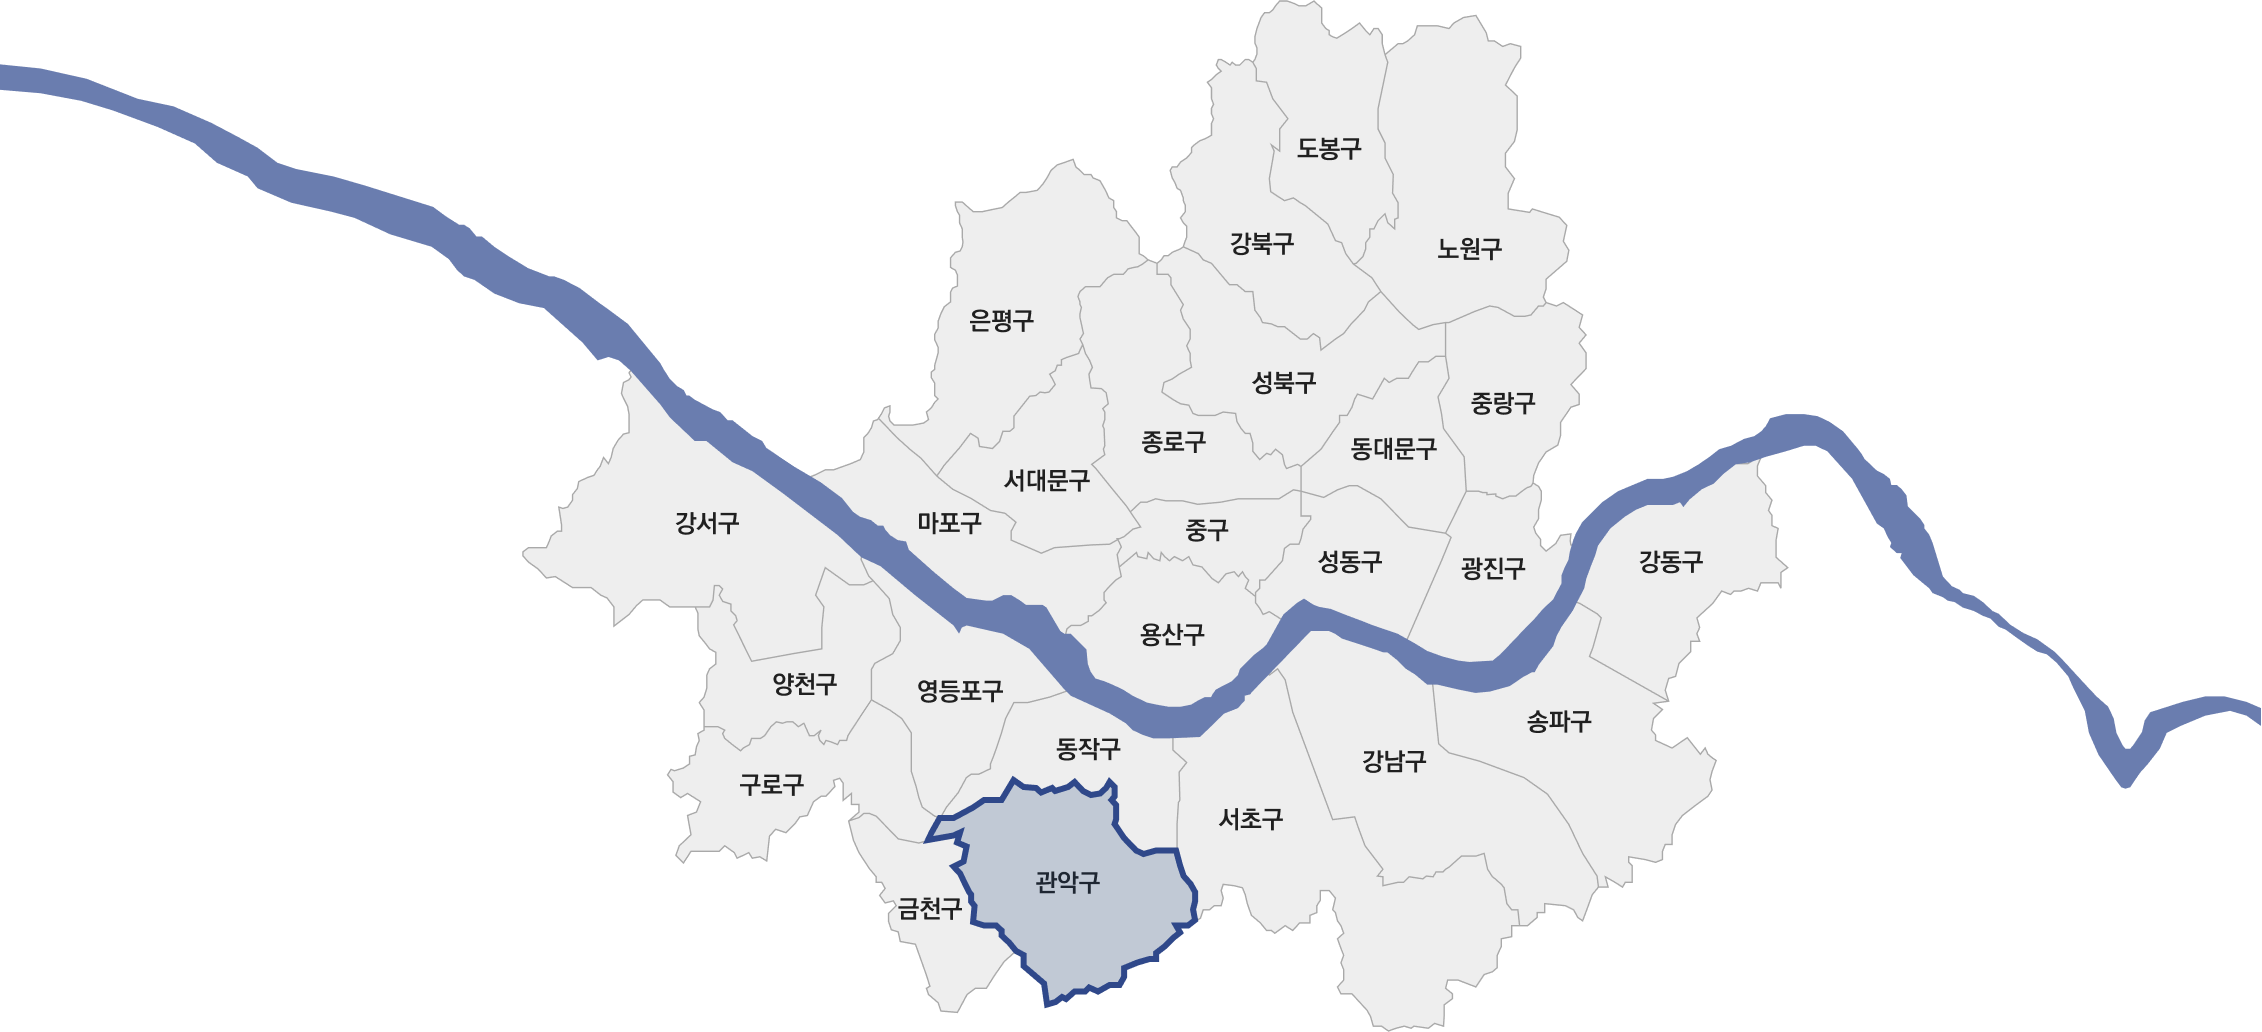 도봉구
강북구
노원구
은평구
성북구
중랑구
종로구
동대문구
서대문구
강서구
마포구
중구
성동구
광진구
강동구
용산구
양천구
영등포구
송파구
동작구
강남구
구로구
서초구
관악구
금천구